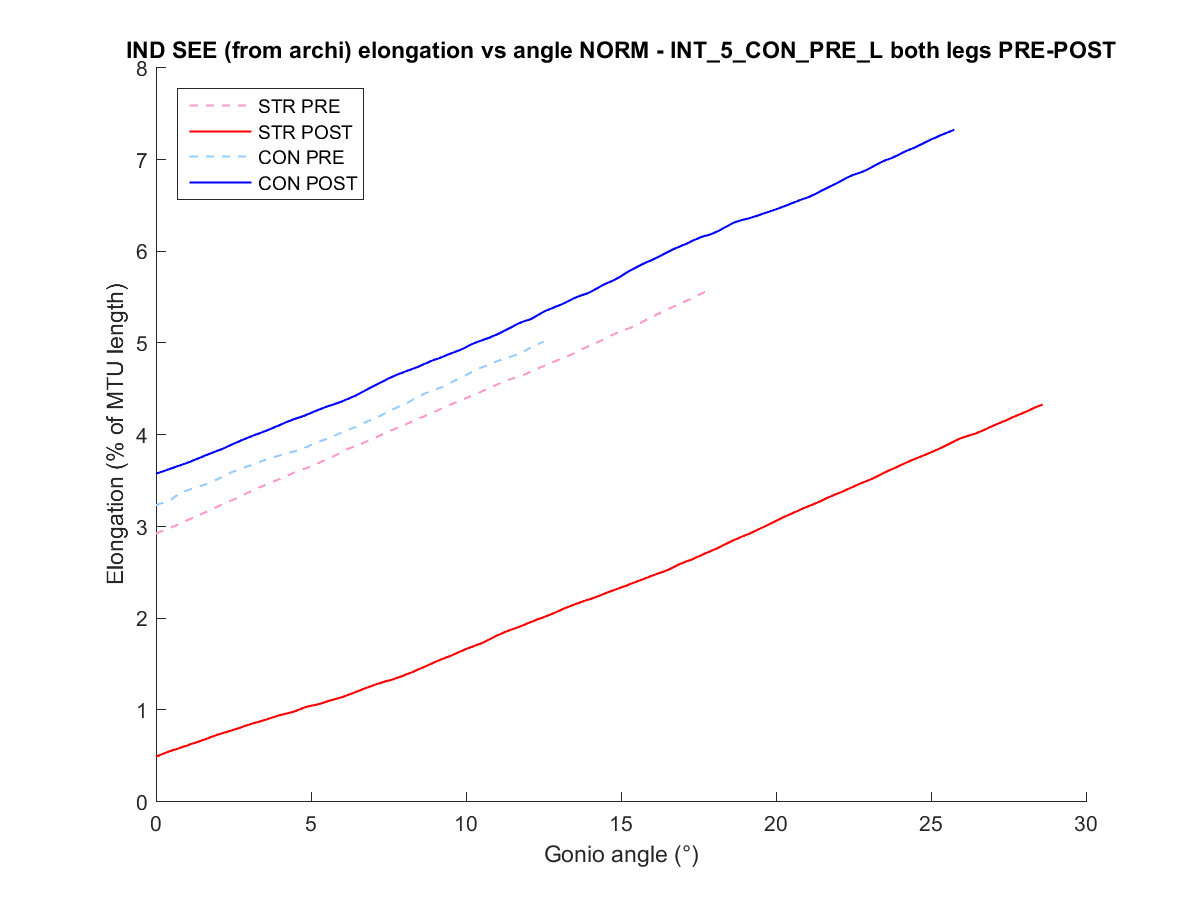 IND SEE (from archi) elongation vs angle NORM - INT_5_CON_PRE_L both legs PRE-POST
8
7
6
5
4
3
2
1
0
Elongation (% of MTU length)
STR PRE
STR POST
CON PRE
CON POST
0 5 10 15 20 25 30
Gonio angle (°)